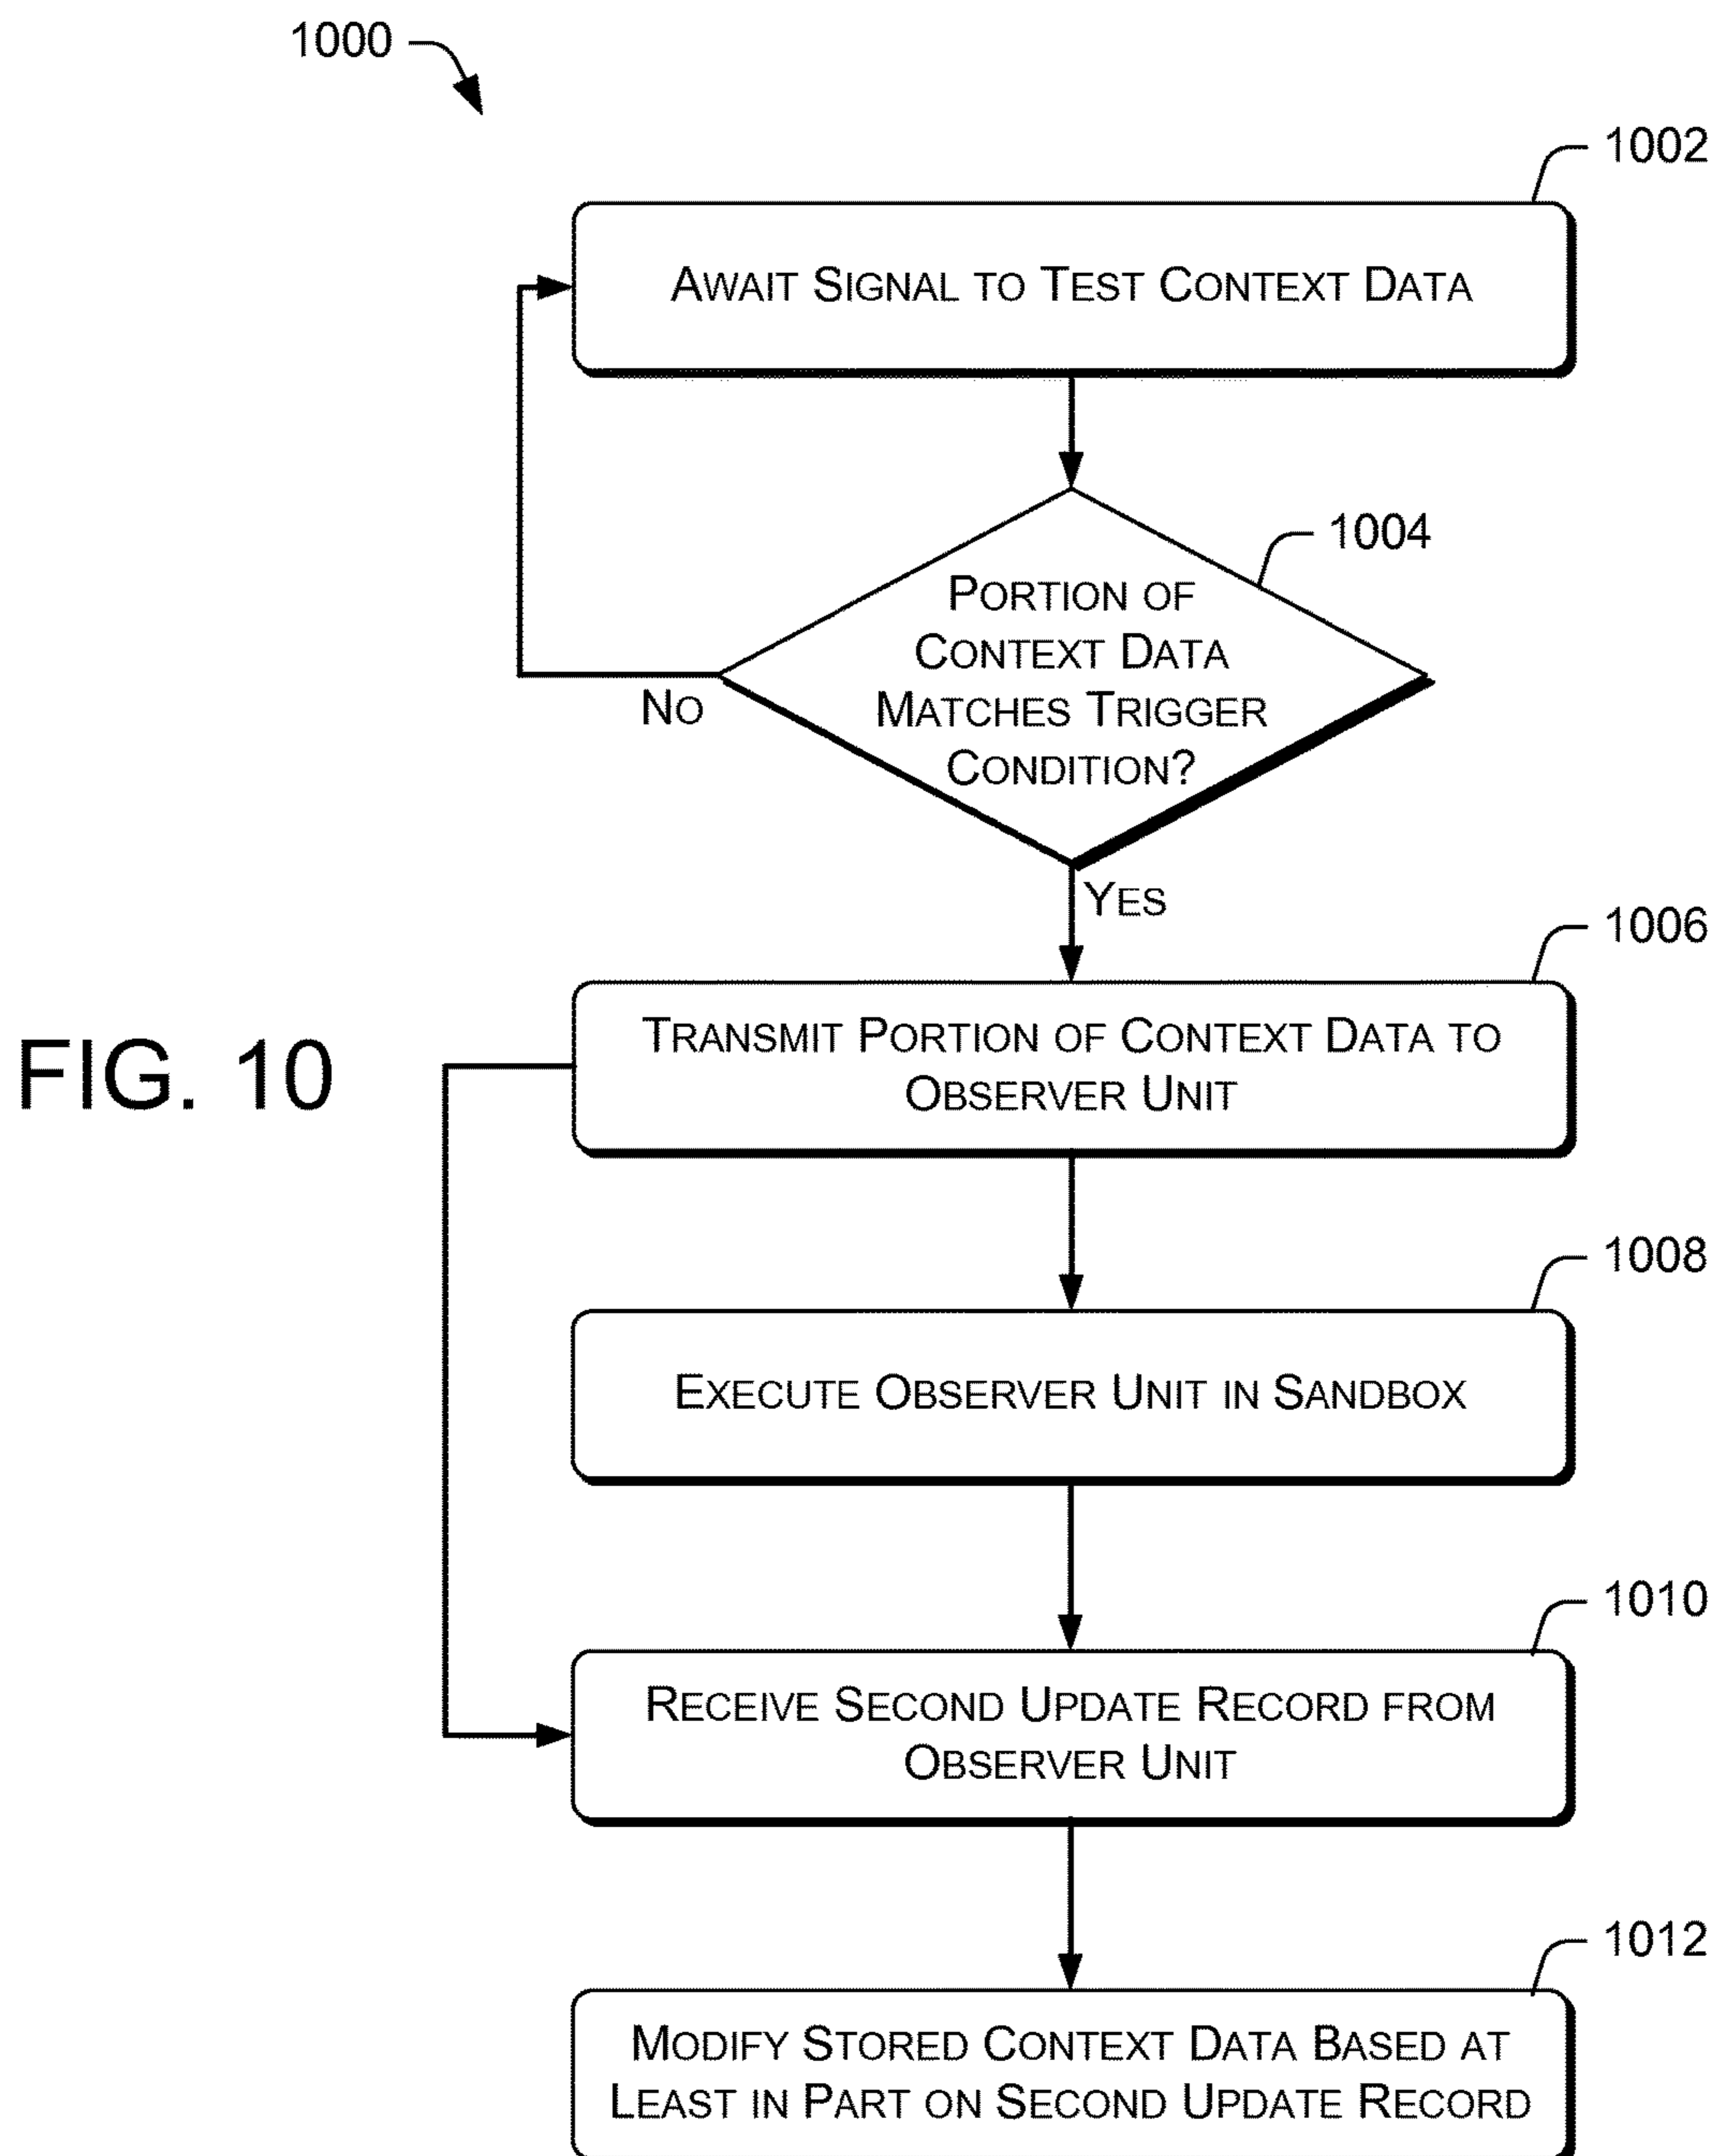 1000
1002
AWAIT SIGNAL TO TEST CONTEXT DATA
1004
PORTION OF
CONTEXT DATA
MATCHES TRIGGER
CONDITION?
NO
YES
1006
TRANSMIT PORTION OF CONTEXT DATA TO
OBSERVER UNIT
FIG. 10
1008
EXECUTE OBSERVER UNIT IN SANDBOX
1010
RECEIVE SECOND UPDATE RECORD FROM
OBSERVER UNIT
1012
MODIFY STORED CONTEXT DATA BASED AT
LEAST IN PART ON SECOND UPDATE RECORD